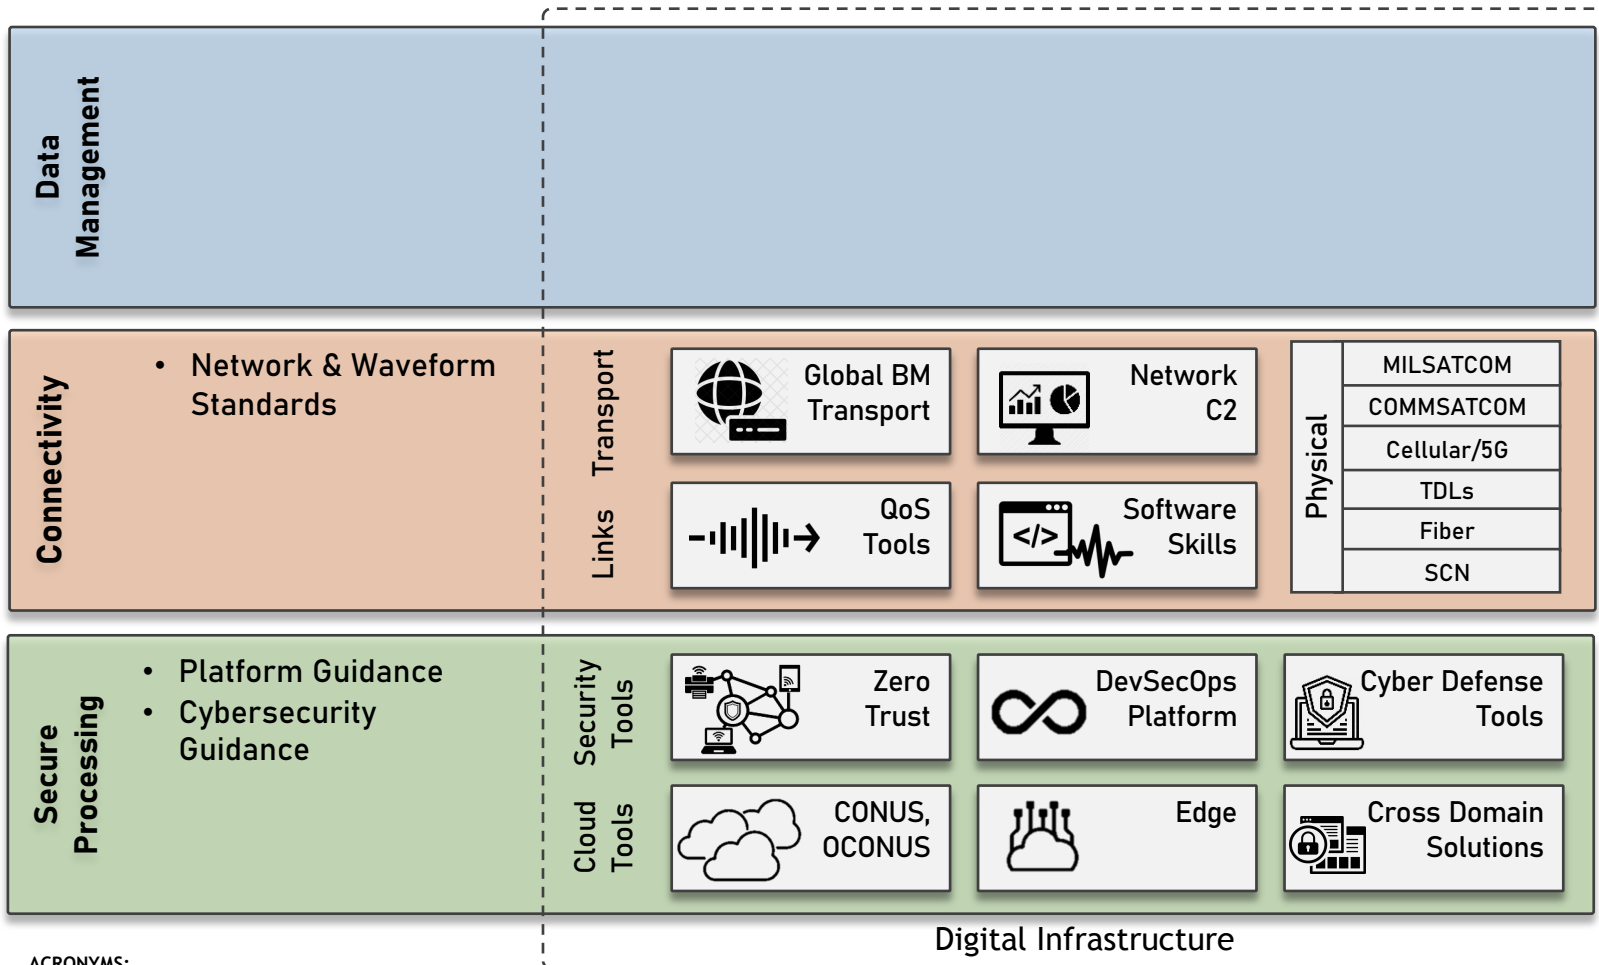 Data
Management
Connectivity
• Network & Waveform
Standards
Transport
Links
Global BM
Transport
Network
C2
QoS
Tools
Software
Skills
</>
Physical
MILSATCOM
COMMSATCOM
Cellular/5G
TDLs
Fiber
SCN
Secure
Processing
• Platform Guidance
• Cybersecurity
Guidance
Security
Tools
Cloud
Tools
Zero
Trust
DevSecOps
Platform
Cyber Defense
Tools
CONUS,
OCONUS
Edge
Cross Domain
Solutions
Digital Infrastructure
ACRONYMS: